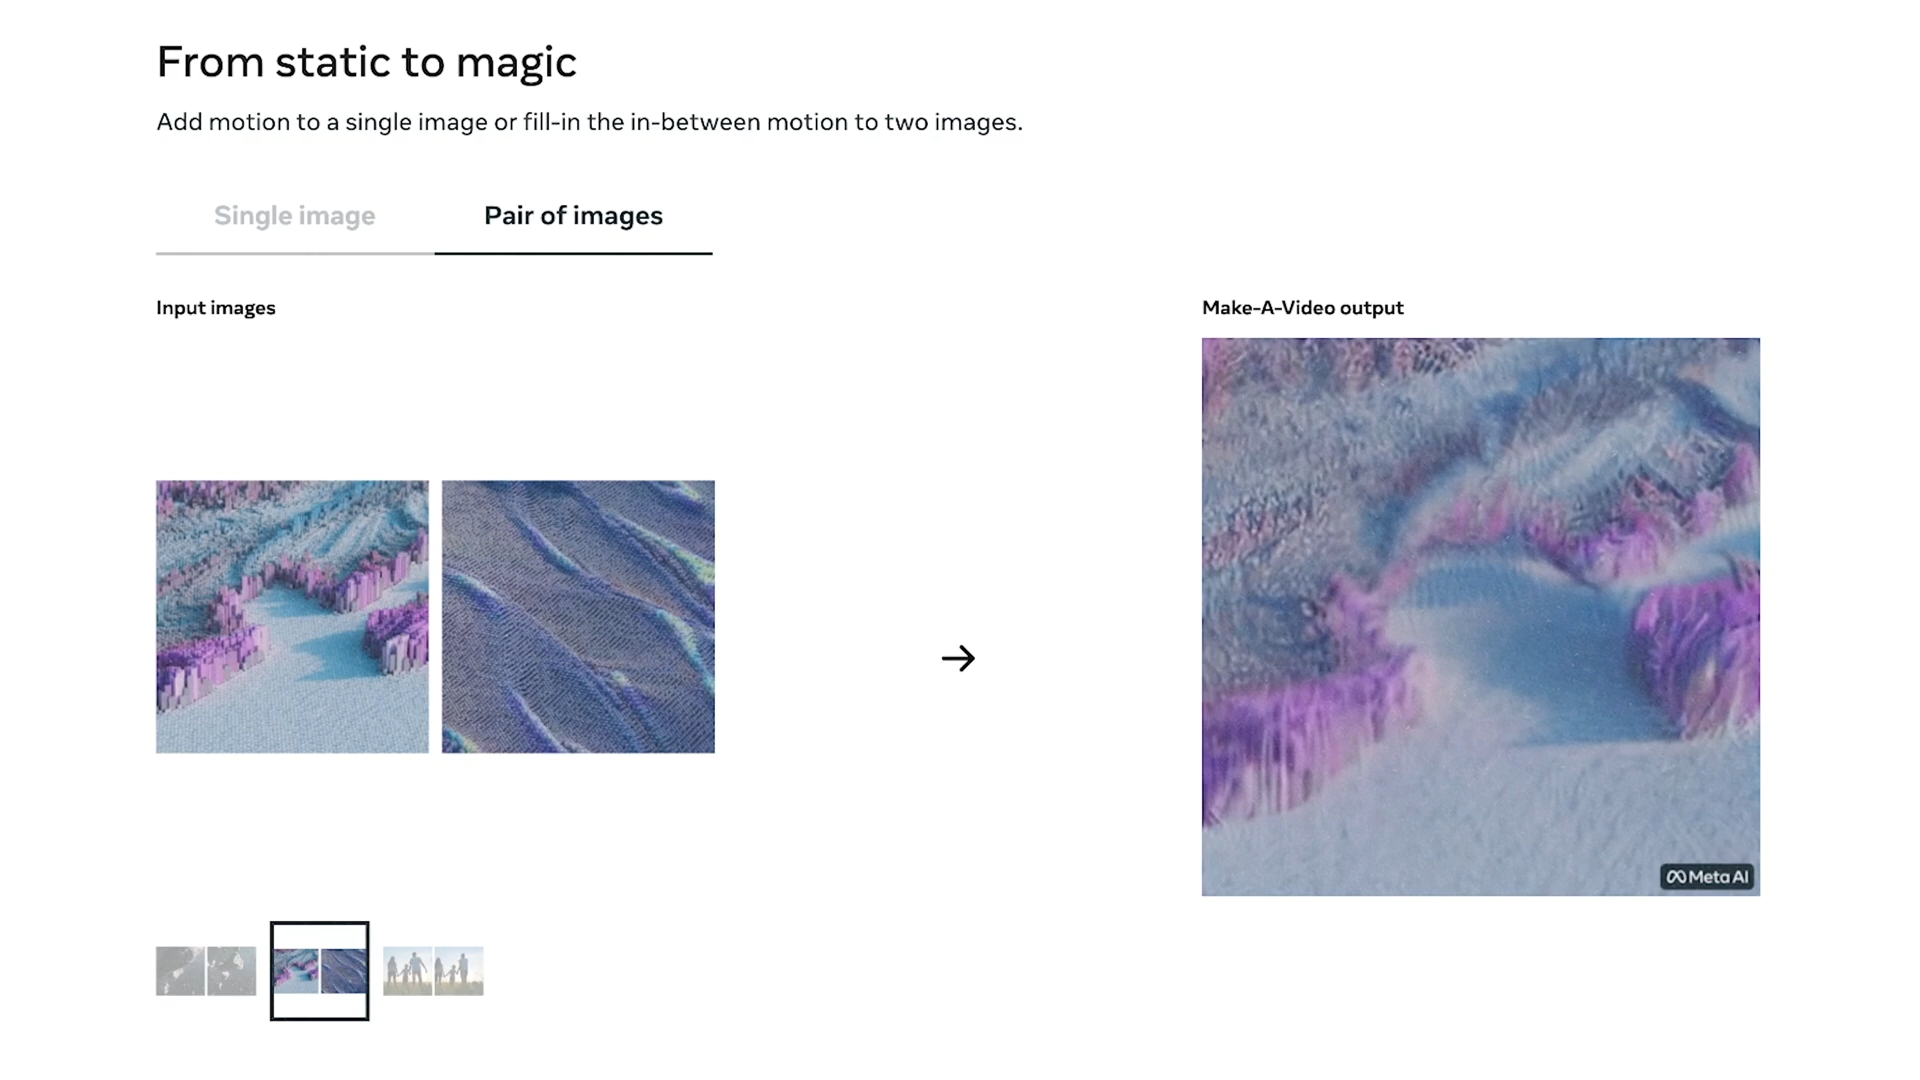 From static to magic
Add motion to a single image or fill-in the in-between motion to two images.
Single image
Pair of images
Input images
Make-A-Video output
Meta AI